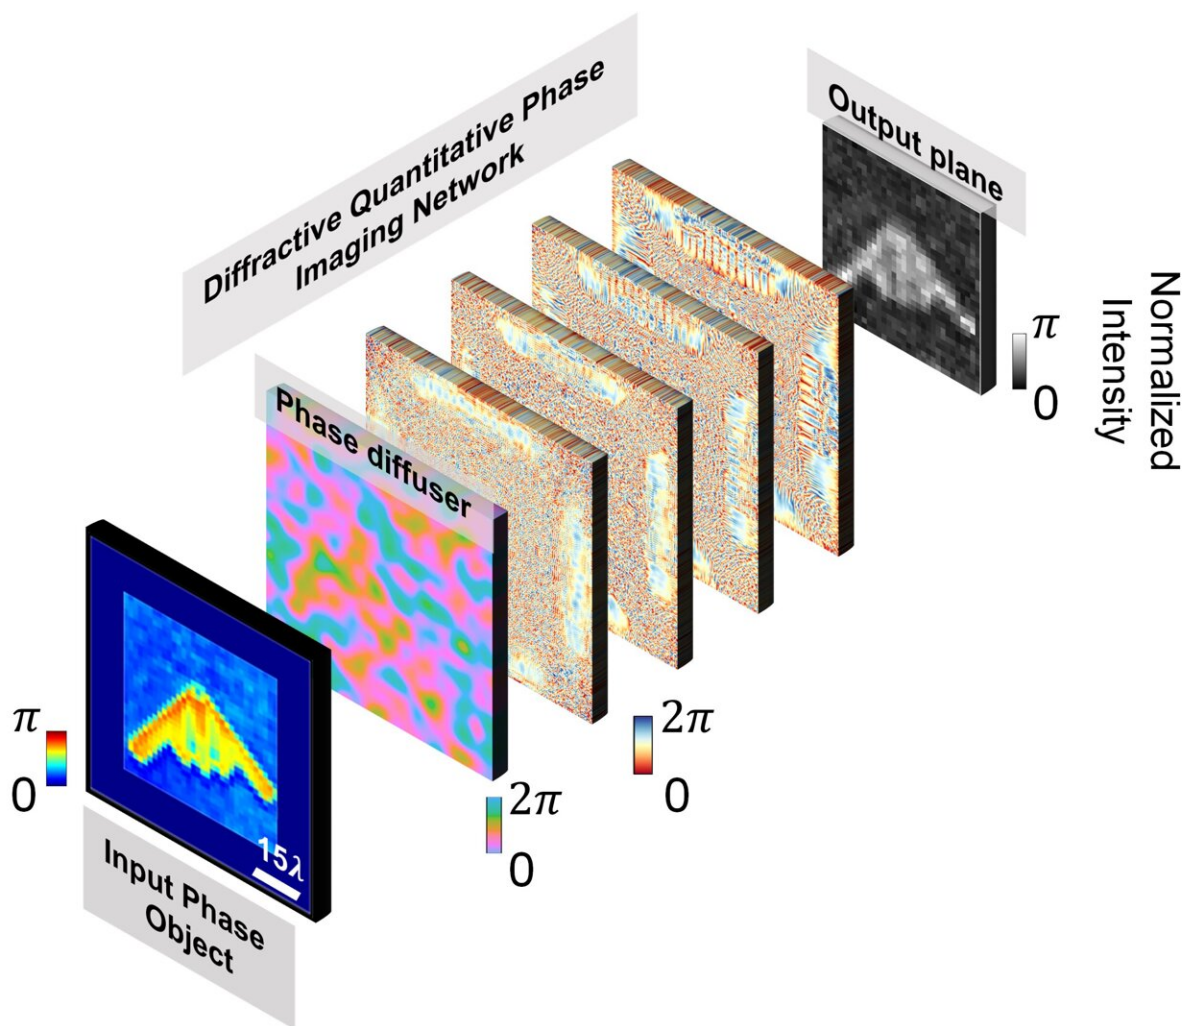 Diffractive Quantitative Phase
Imaging Network
Output plane
Normalized
Intensity
π
0
Phase diffuser
2π
0
2π
0
π
0
15λ
Input Phase
Object